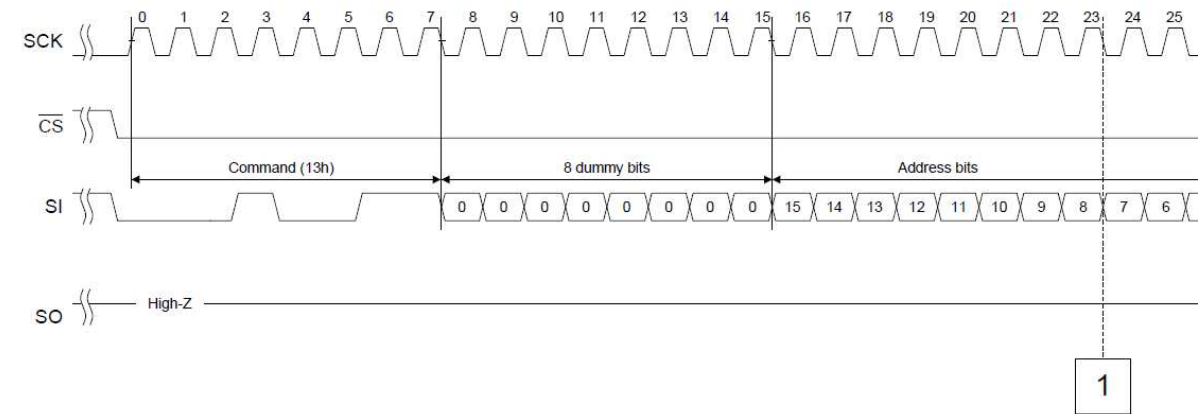 0 1 2 3 4 5 6 7 8 9 10 11 12 13 14 15 16 17 18 19 20 21 22 23 24 25
SCK
CS
Command (13h) 8 dummy bits Address bits
SI 0 0 0 0 0 0 0 0 15 14 13 12 11 10 9 8 7 6
High-Z
SO
1